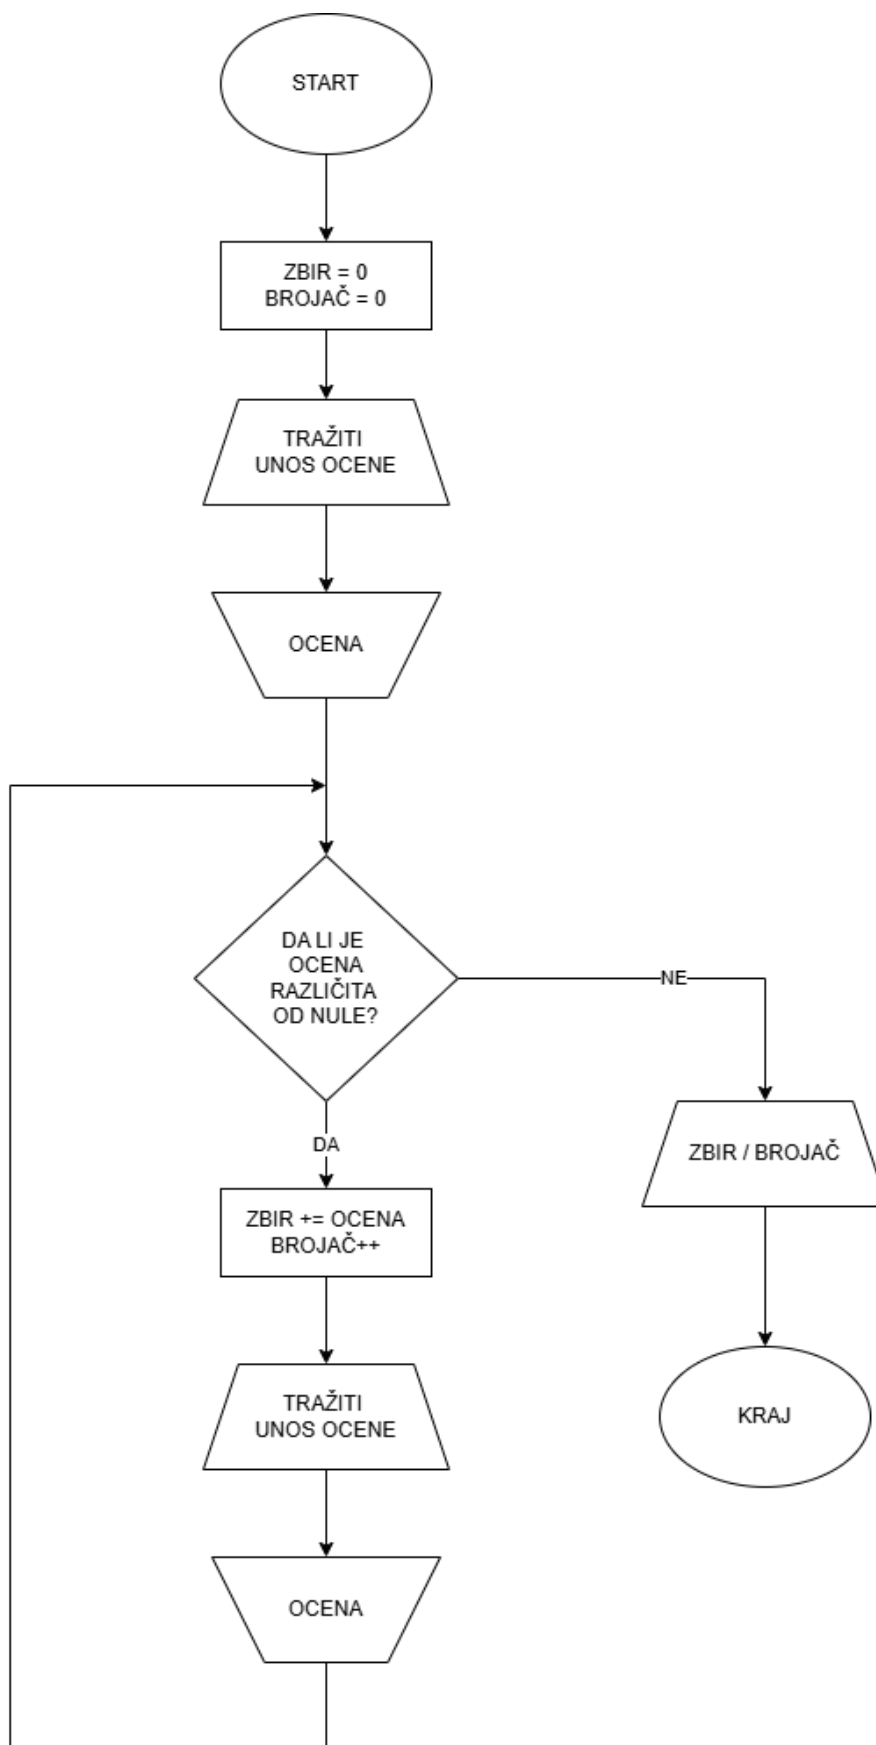 START
ZBIR = 0
BROJAČ = 0
TRAŽITI
UNOS OCENE
OCENA
DA LI JE
OCENA
RAZLIČITA
OD NULE?
NE
DA
ZBIR / BROJAČ
ZBIR += OCENA
BROJAČ++
TRAŽITI
UNOS OCENE
KRAJ
OCENA